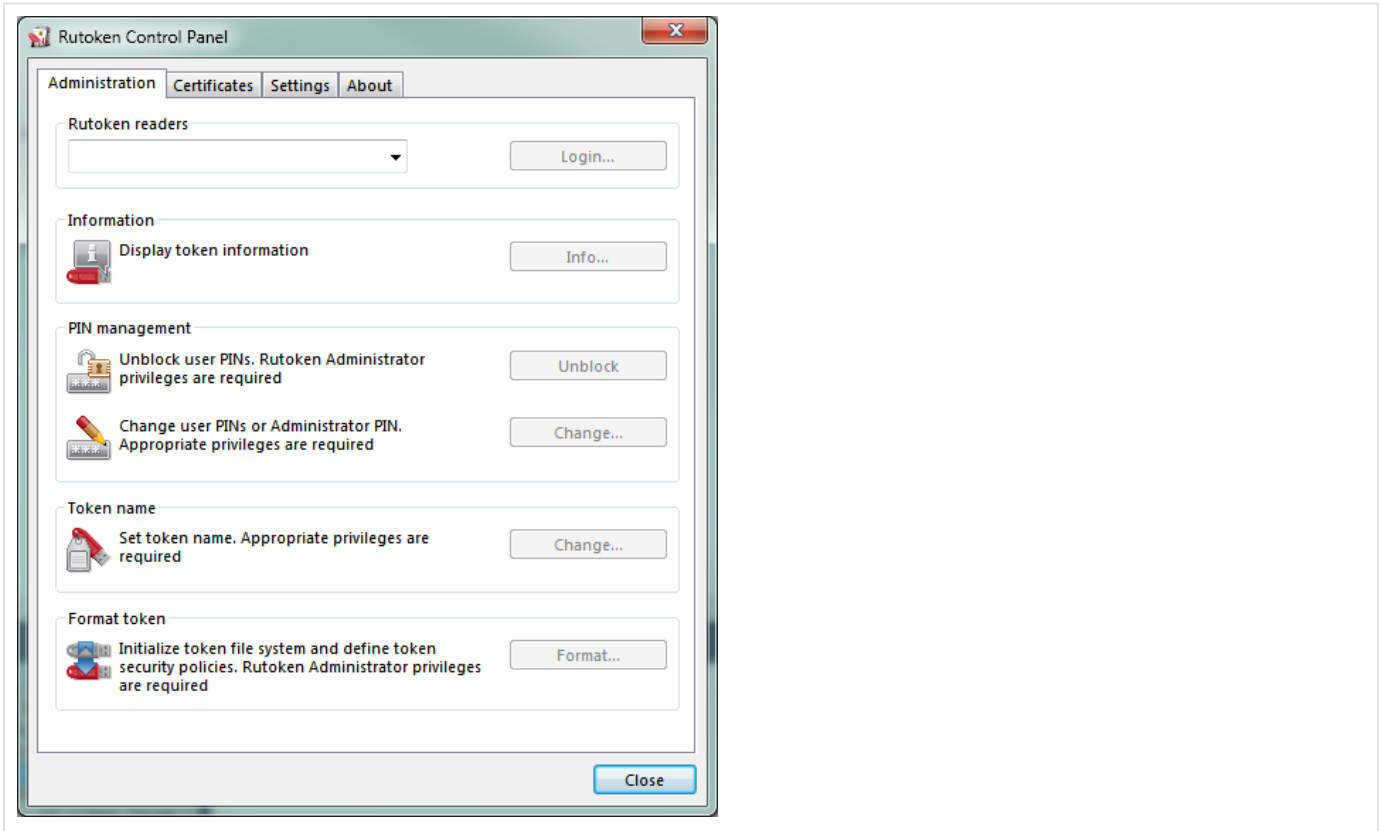 Rutoken Control Panel
Administration Certificates Settings About
Rutoken readers
Login...
Information
Display token information
Info...
PIN management
Unblock user PINs. Rutoken Administrator
privileges are required
Unblock
Change user PINs or Administrator PIN.
Appropriate privileges are required
Change...
Token name
Set token name. Appropriate privileges are
required
Change...
Format token
Initialize token file system and define token
security policies. Rutoken Administrator privileges
are required
Format...
Close